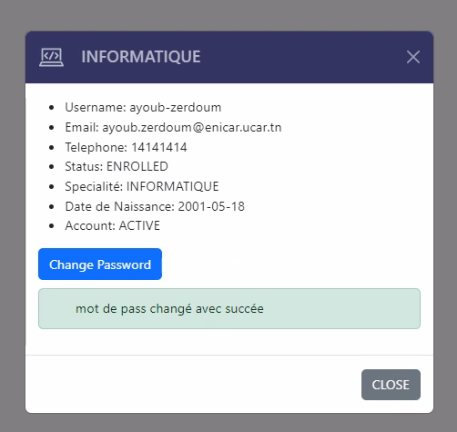 INFORMATIQUE
Username: ayoub-zerdoum
Email: ayoub.zerdoum@enicar.ucar.tn
Telephone: 14141414
Status: ENROLLED
Specialité: INFORMATIQUE
Date de Naissance: 2001-05-18
Account: ACTIVE
Change Password
mot de pass changé avec succée
CLOSE